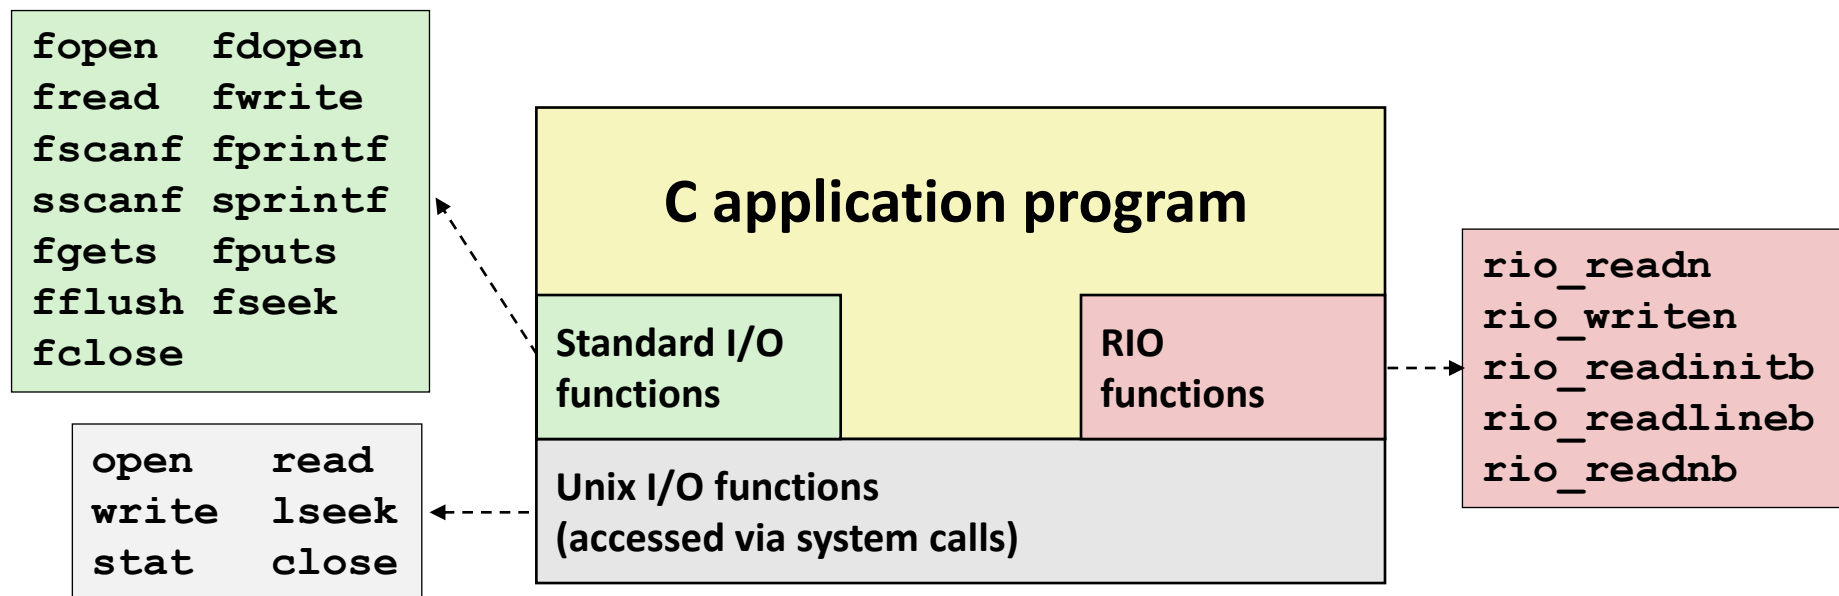 fopen fdopen
fread fwrite
fscanf fprintf
sscanf sprintf
fgets fputs
fflush fseek
fclose
C application program
Standard I/O
functions
RIO
functions
rio_readn
rio_writen
rio_readinitb
rio_readlineb
rio_readnb
open read
write lseek
stat close
Unix I/O functions
(accessed via system calls)